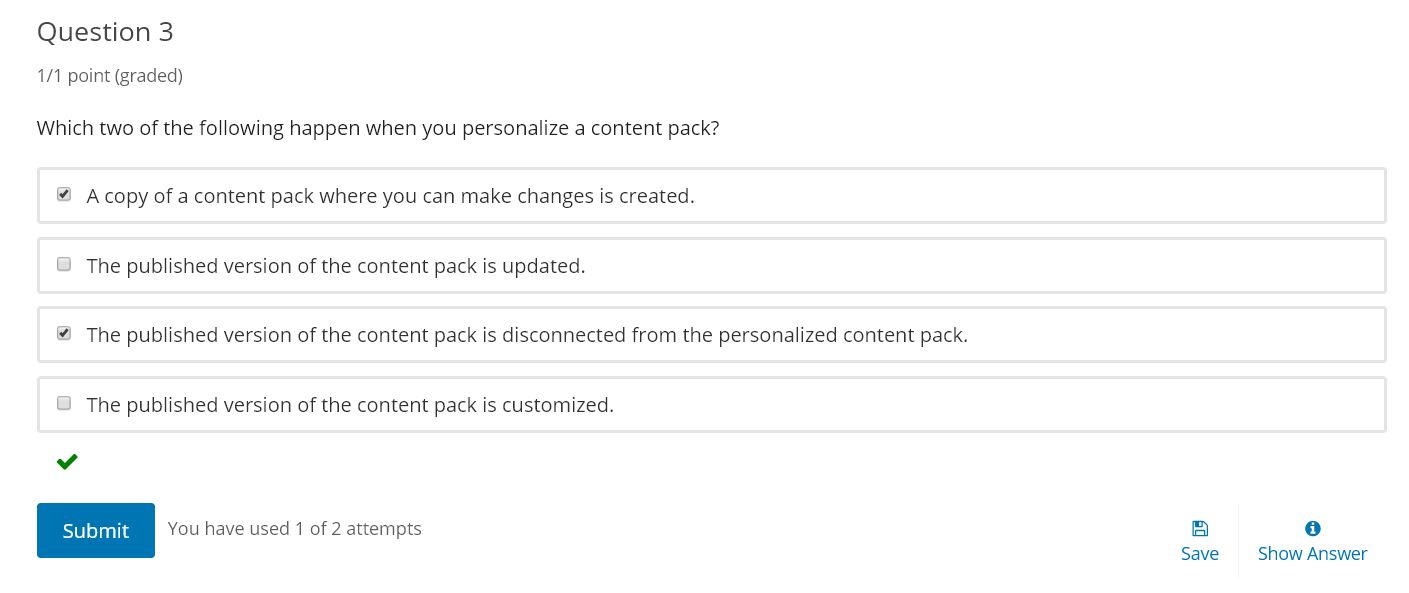 Question 3
1/1 point (graded)
Which two of the following happen when you personalize a content pack?
A copy of a content pack where you can make changes is created.
The published version of the content pack is updated.
The published version of the content pack is disconnected from the personalized content pack.
The published version of the content pack is customized.
Submit You have used 1 of 2 attempts
Save Show Answer